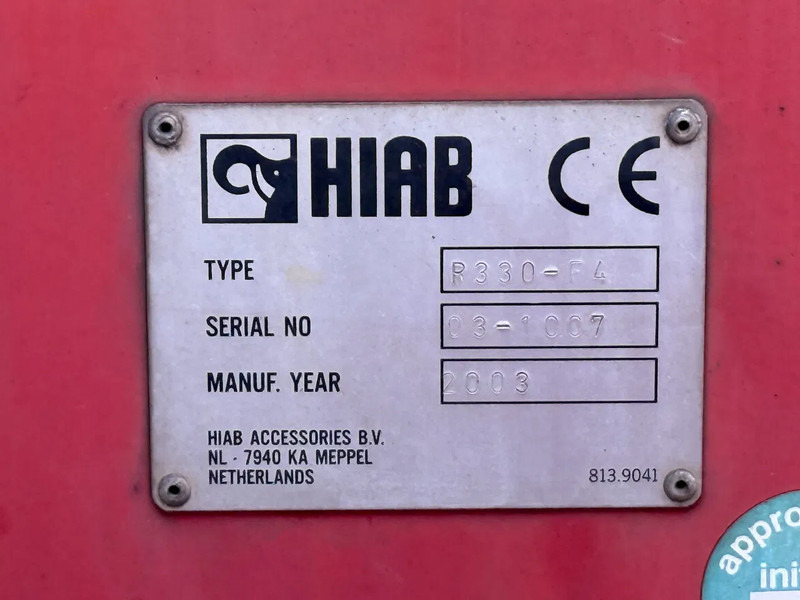 HIAB CE
TYPE R330-F4
SERIAL NO 03-1007
MANUF. YEAR 2003
HIAB ACCESSORIES B.V.
NL - 7940 KA MEPPEL
NETHERLANDS 813.9041